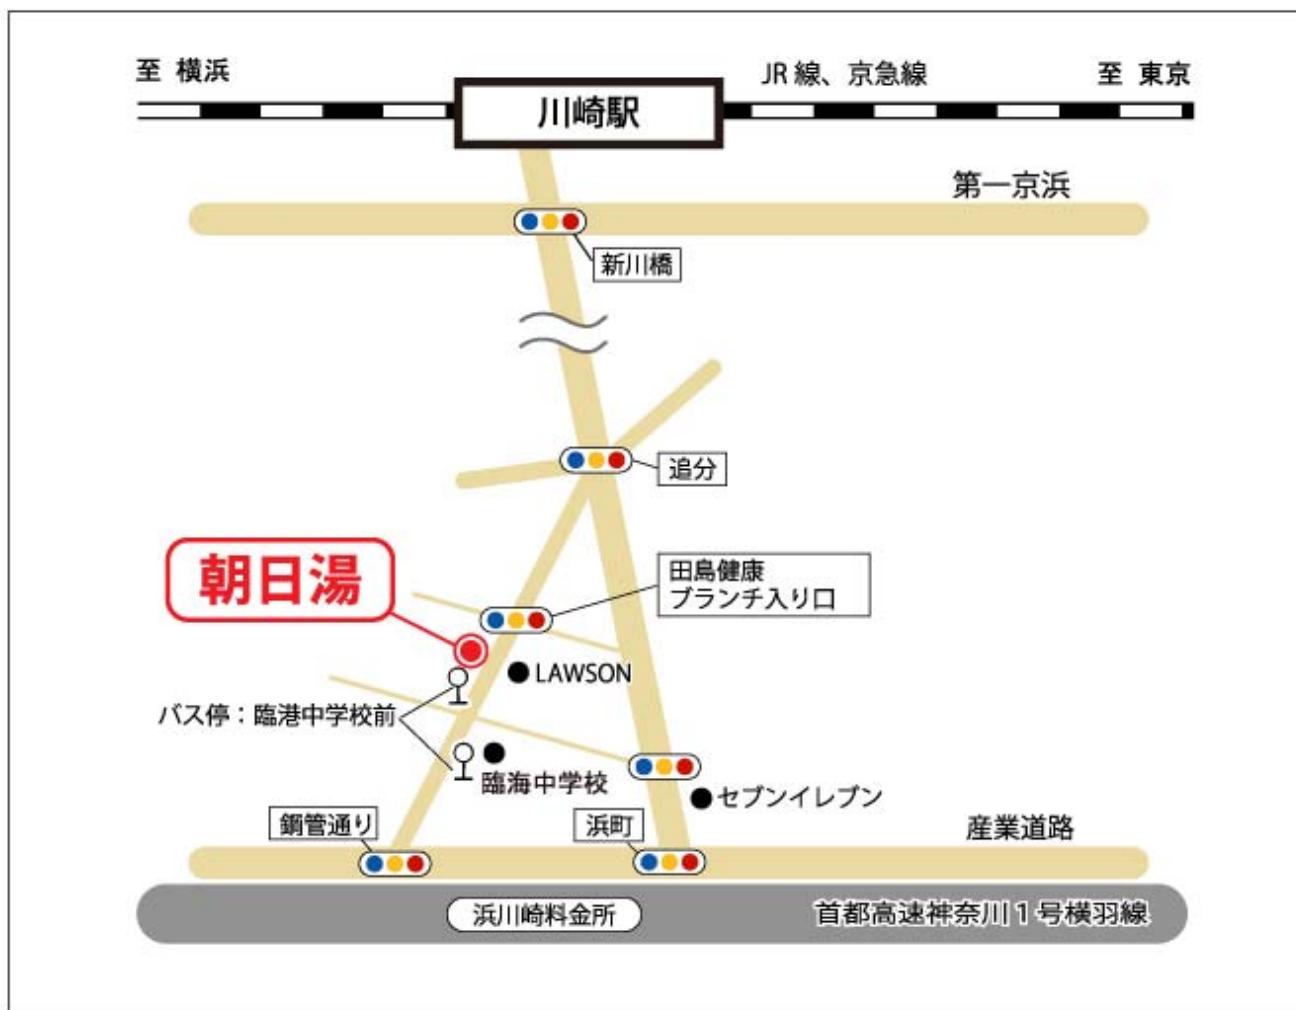 至 横浜
JR線、京急線
至 東京
川崎駅
第一京浜
新川橋
追分
朝日湯
田島健康
ブランチ入り口
LAWSON
バス停：臨港中学校前
臨海中学校
セブンイレブン
鋼管通り
浜町
産業道路
浜川崎料金所
首都高速神奈川1号横羽線